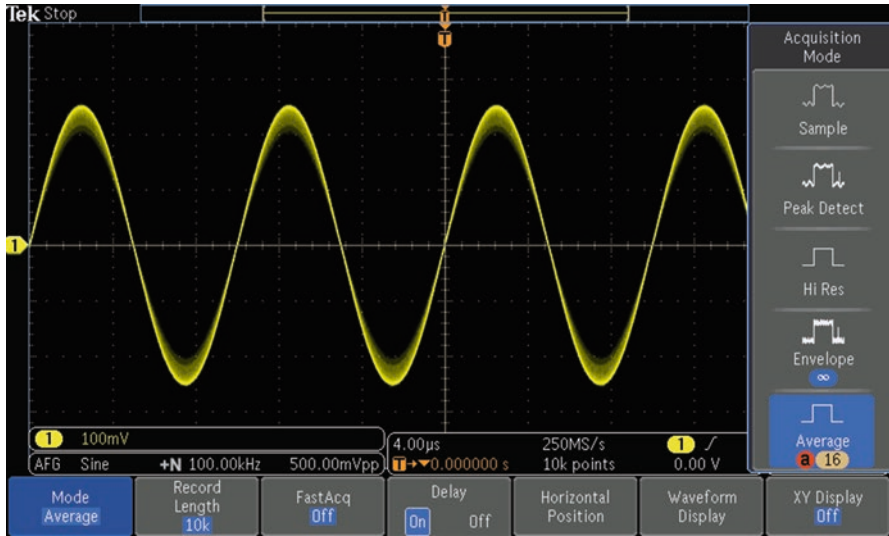 Tek Stop
T
T
Acquisition
Mode
Sample
Peak Detect
Hi Res
Envelope
∞
Average
a 16
1
1 100mV
4.00µs 250MS/s 1 /
T→▼0.000000 s 10k points 0.00 V
AFG Sine +N 100.00kHz 500.00mVpp
Mode
Average
Record
Length
10k
FastAcq
Off
Delay
On Off
Horizontal
Position
Waveform
Display
XY Display
Off